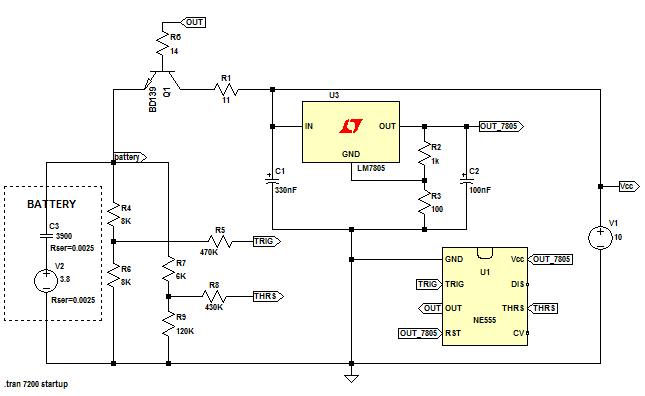 OUT
R6
14
BD139
Q1
R1
11
U3
IN
OUT
GND
LM7805
OUT_7805
R2
1k
C1
330nF
C2
100nF
R3
100
battery
Vcc
BATTERY
C3
3900
Rser=0.0025
V2
3.8
Rser=0.0025
R4
8K
R5
470K
TRIG
R6
8K
R7
6K
R8
430K
THRS
R9
120K
V1
10
GND
Vcc
OUT_7805
U1
TRIG
TRIG
DIS
OUT
OUT
THRS
THRS
NE555
OUT_7805
RST
CV
.tran 7200 startup